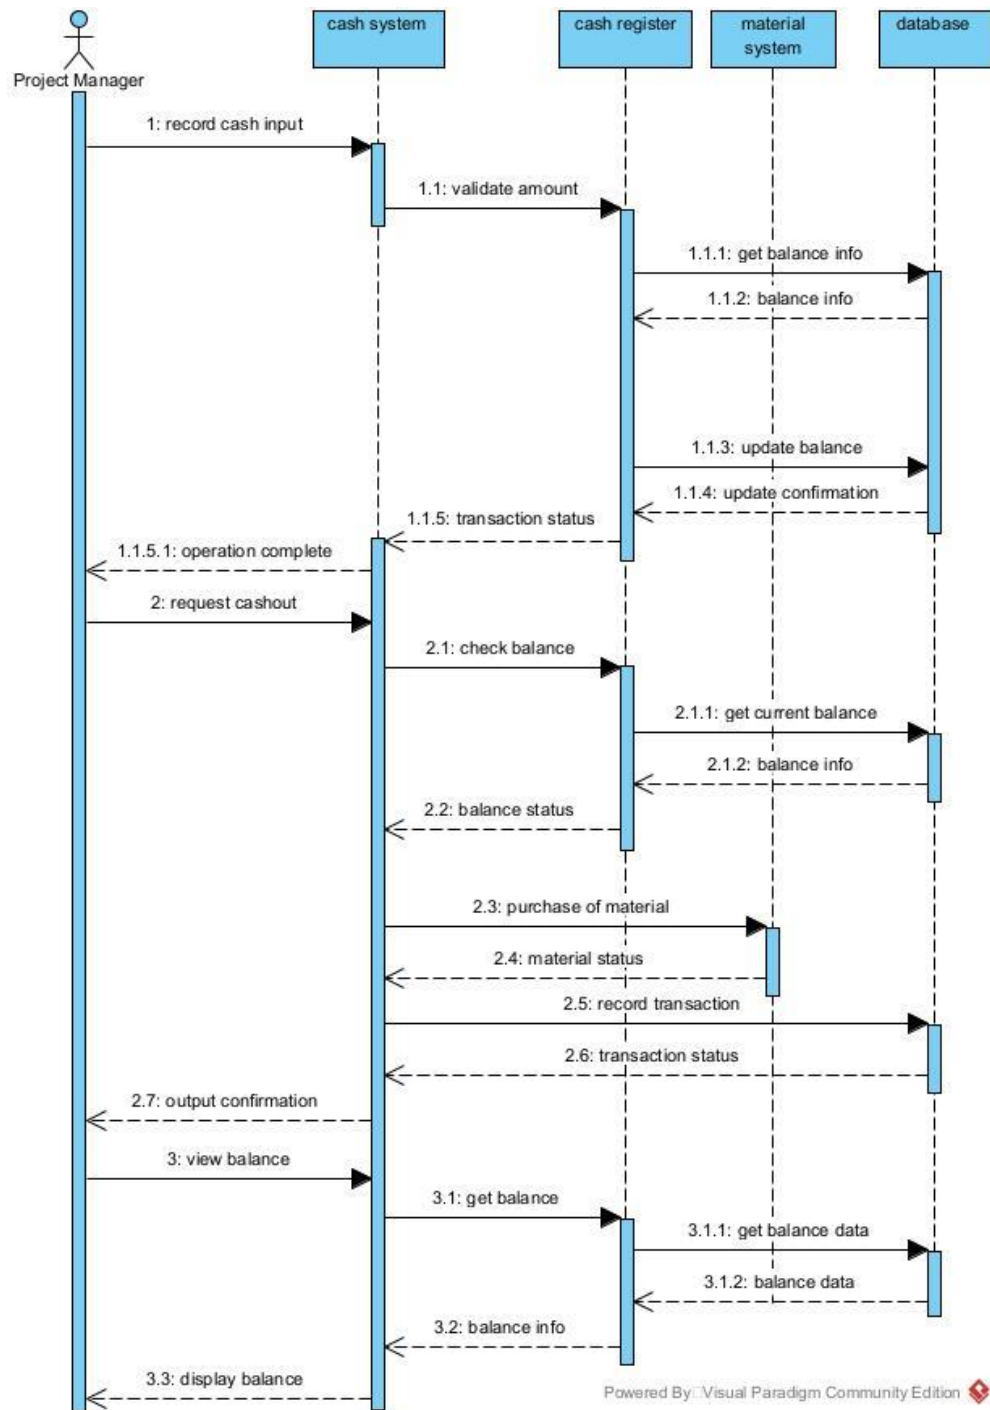 cash system
cash register
material
system
database
Project Manager
1: record cash input
1.1: validate amount
1.1.1: get balance info
1.1.2: balance info
1.1.3: update balance
1.1.4: update confirmation
1.1.5: transaction status
1.1.5.1: operation complete
2: request cashout
2.1: check balance
2.1.1: get current balance
2.1.2: balance info
2.2: balance status
2.3: purchase of material
2.4: material status
2.5: record transaction
2.6: transaction status
2.7: output confirmation
3: view balance
3.1: get balance
3.1.1: get balance data
3.1.2: balance data
3.2: balance info
3.3: display balance
Powered By Visual Paradigm Community Edition